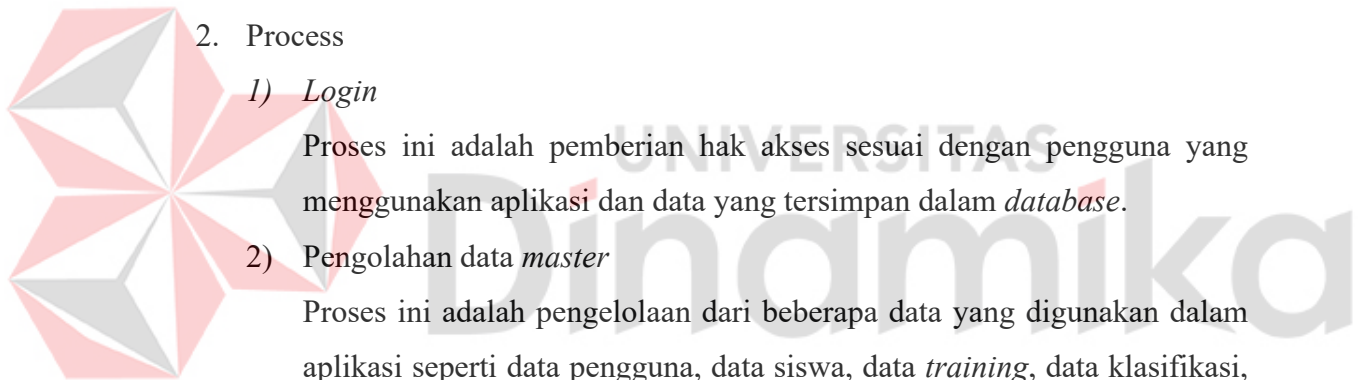 2. Process
1) Login
UNIVERSITAS
Dinamika
Proses ini adalah pemberian hak akses sesuai dengan pengguna yang
menggunakan aplikasi dan data yang tersimpan dalam database.
2) Pengolahan data master
Proses ini adalah pengelolaan dari beberapa data yang digunakan dalam
aplikasi seperti data pengguna, data siswa, data training, data klasifikasi,